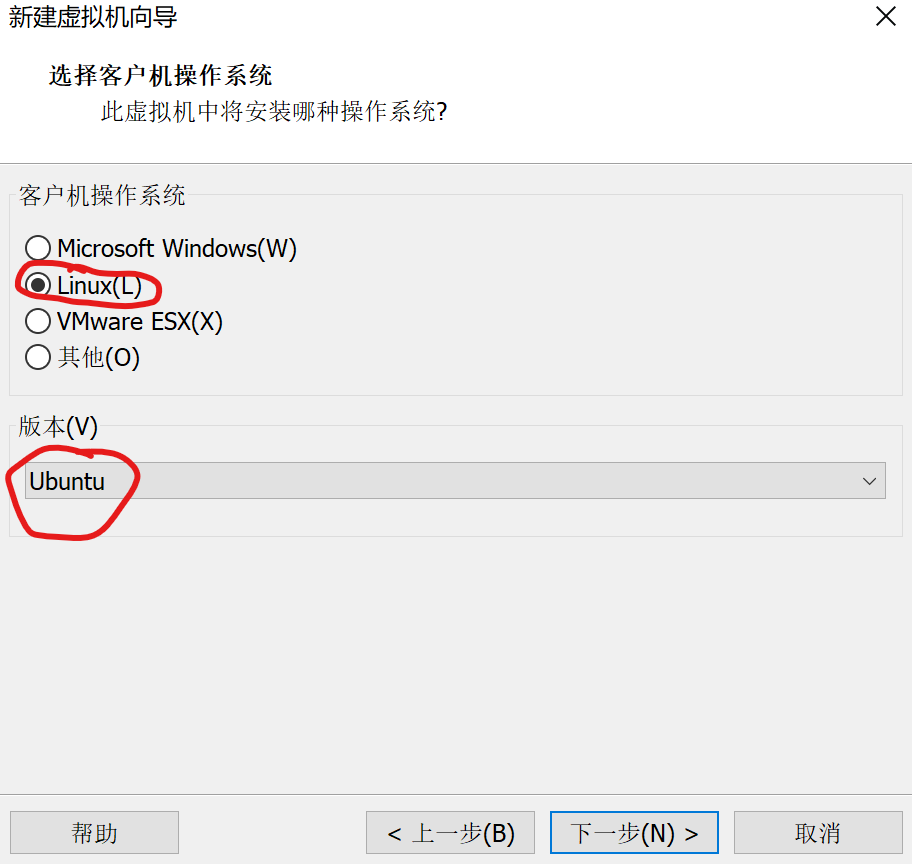 新建虚拟机向导
选择客户机操作系统
此虚拟机中将安装哪种操作系统?
客户机操作系统
Microsoft Windows(W)
Linux(L)
VMware ESX(X)
其他(O)
版本(V)
Ubuntu
帮助
< 上一步(B)
下一步(N) >
取消